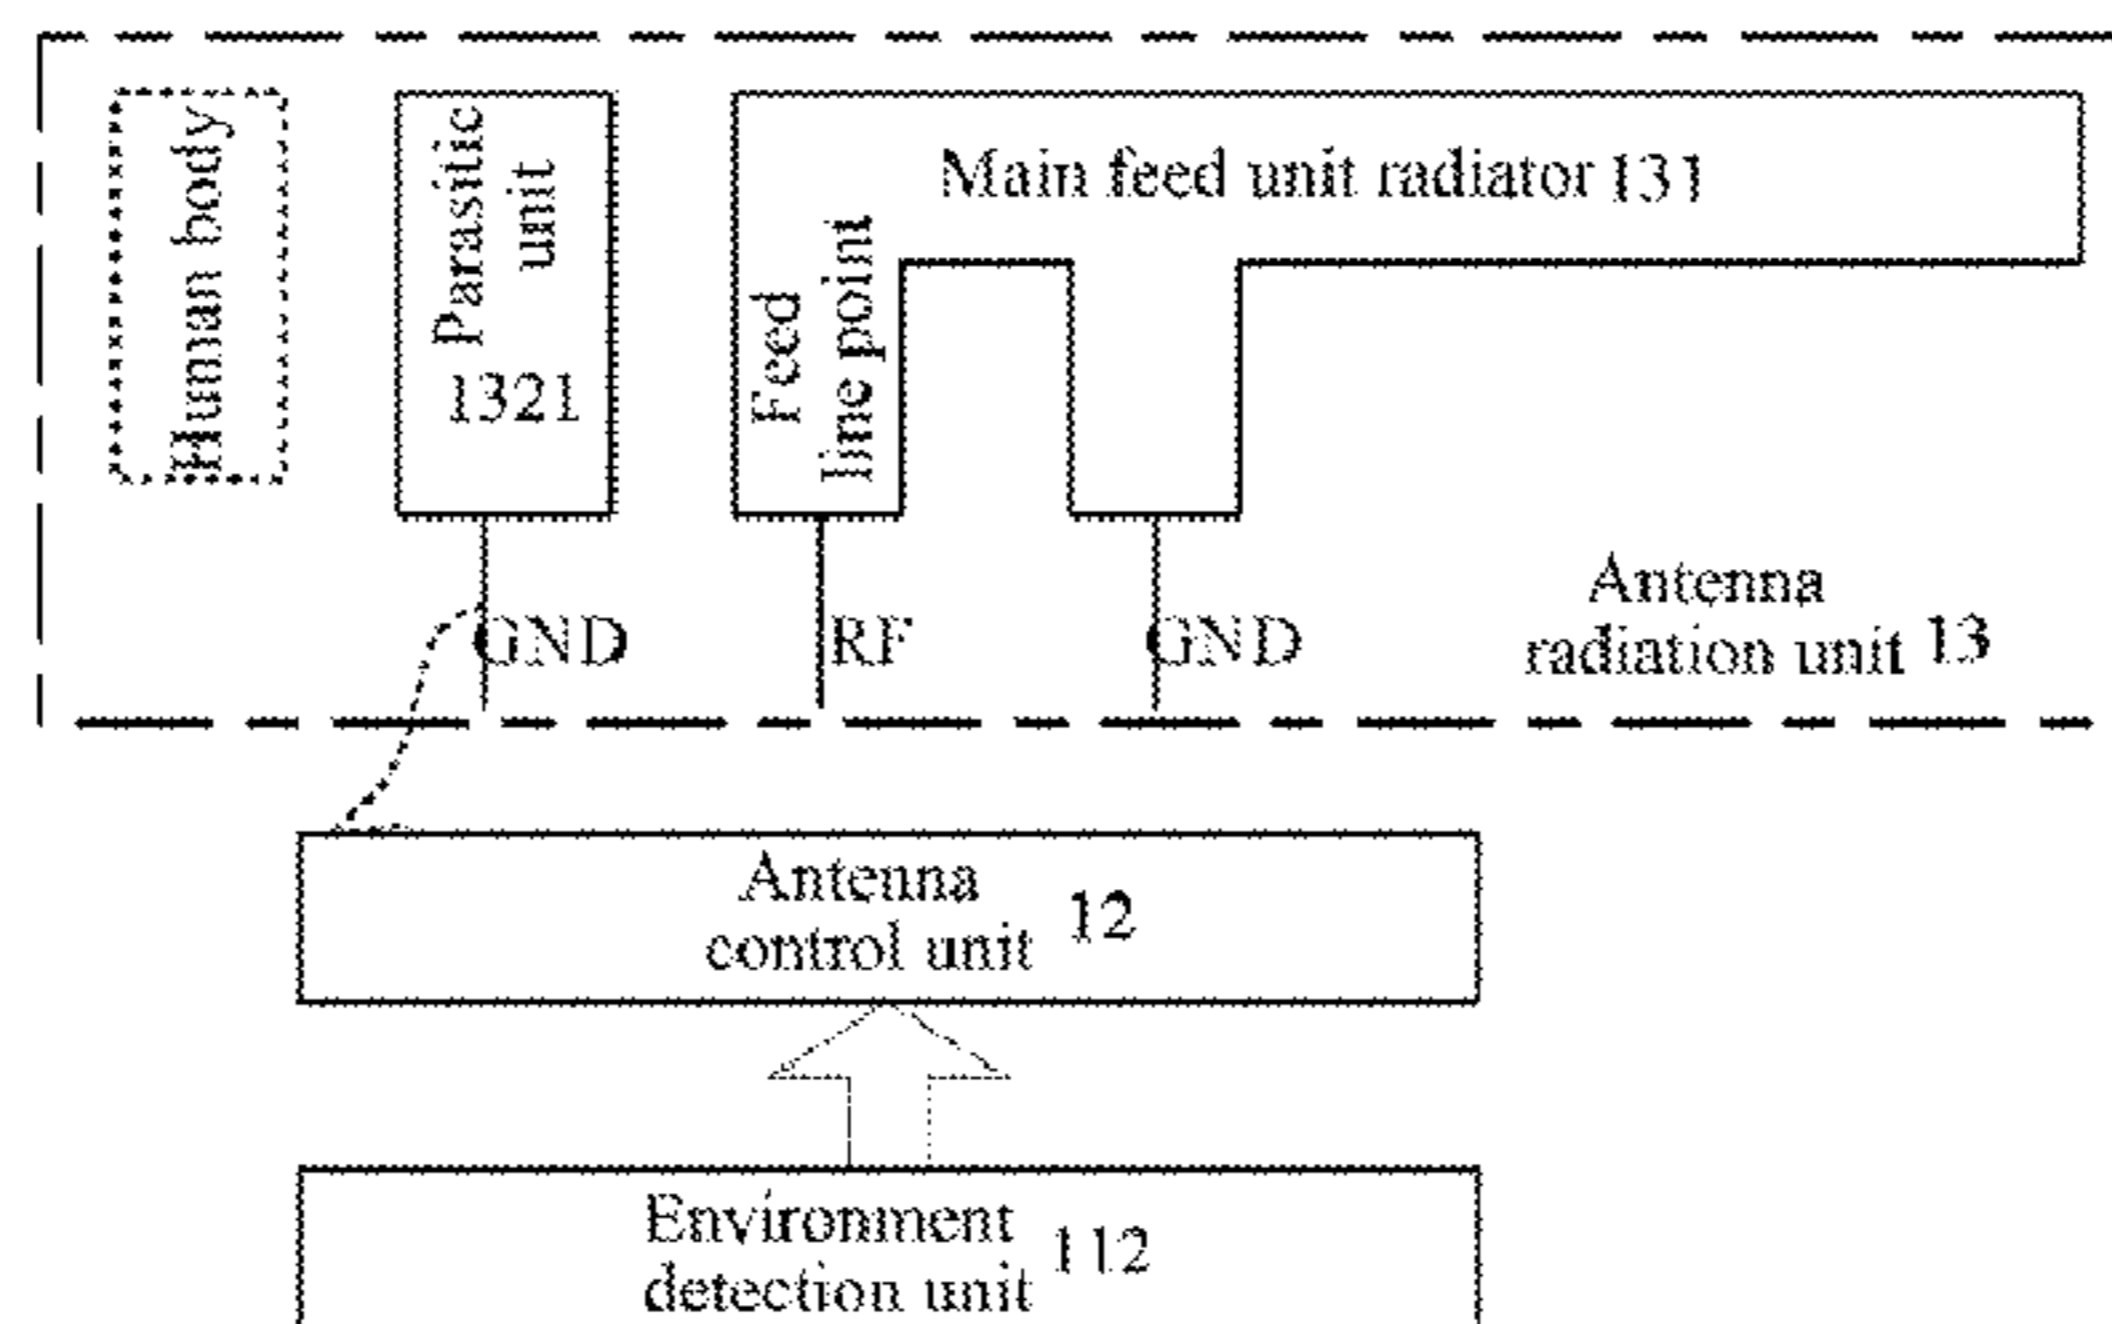 Human body
Parasitic
unit
1321
Main feed unit radiator 131
Feed
line point
GND
RF
GND
Antenna
radiation unit 13
Antenna
control unit 12
Environment
detection unit 112